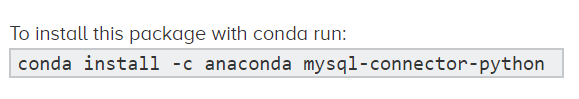 To install this package with conda run:
conda install -c anaconda mysql-connector-python